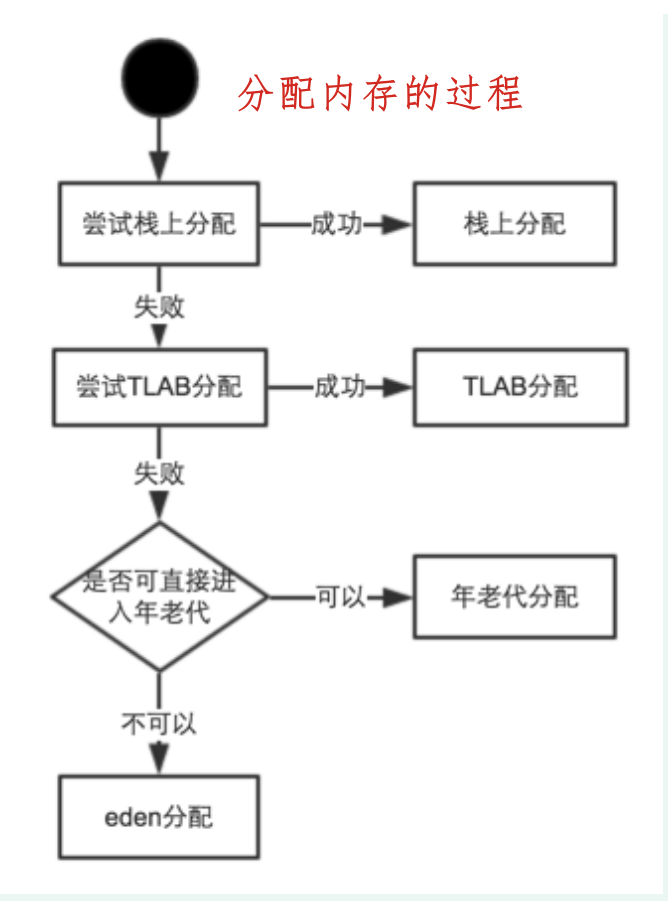 分配内存的过程
尝试栈上分配
成功
栈上分配
失败
尝试TLAB分配
成功
TLAB分配
失败
是否可直接进
入年老代
可以
年老代分配
不可以
eden分配